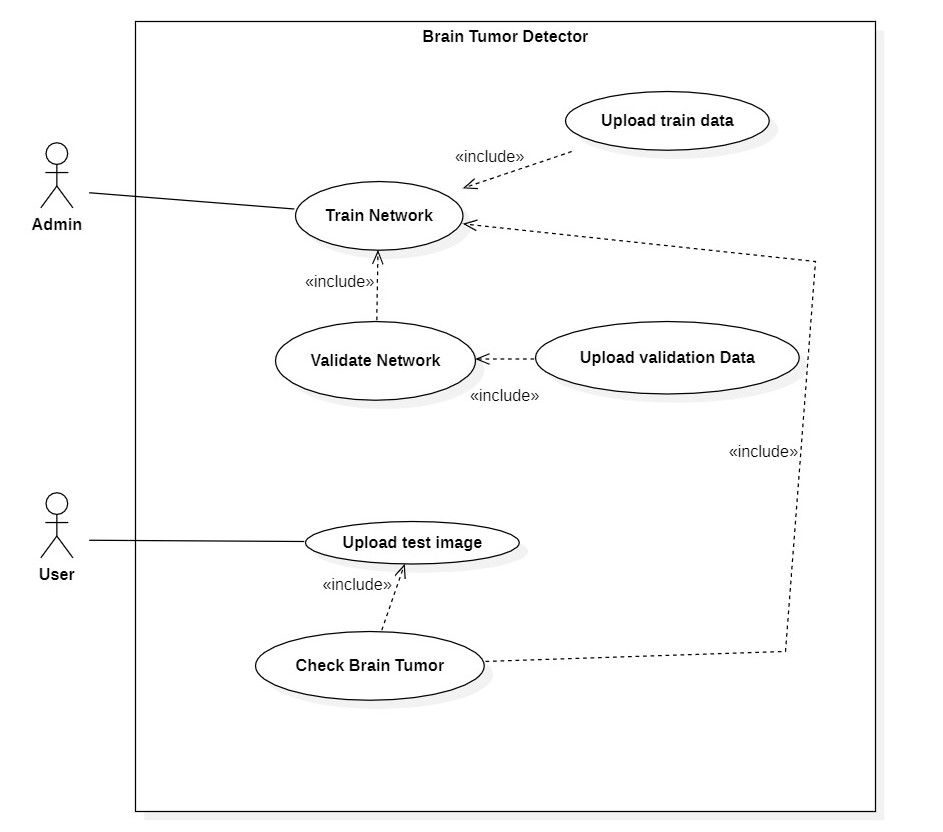 Brain Tumor Detector
Upload train data
«include»
Train Network
Admin
«include»
Validate Network
Upload validation Data
«include»
«include»
Upload test image
User
«include»
Check Brain Tumor